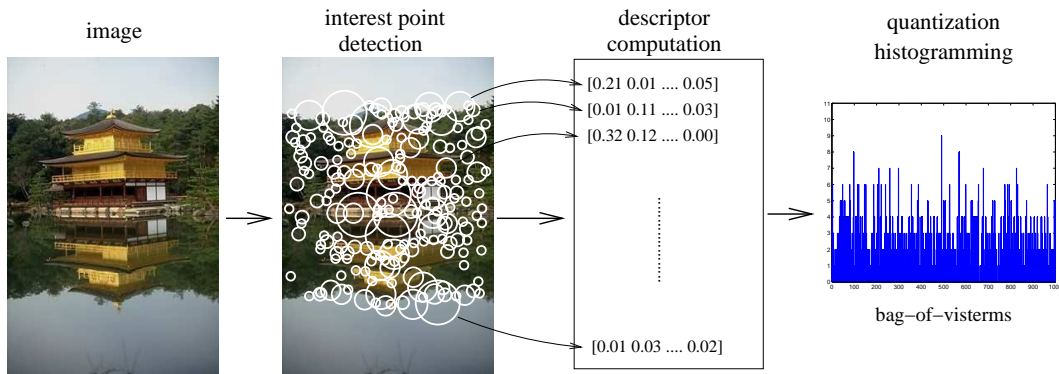 image
interest point
detection
descriptor
computation
quantization
histogramming
[0.21 0.01 .... 0.05]
[0.01 0.11 .... 0.03]
[0.32 0.12 .... 0.00]
[0.01 0.03 .... 0.02]
11
10
9
8
7
6
5
4
3
2
1
0
0 100 200 300 400 500 600 700 800 900 1000
bag-of-visterms